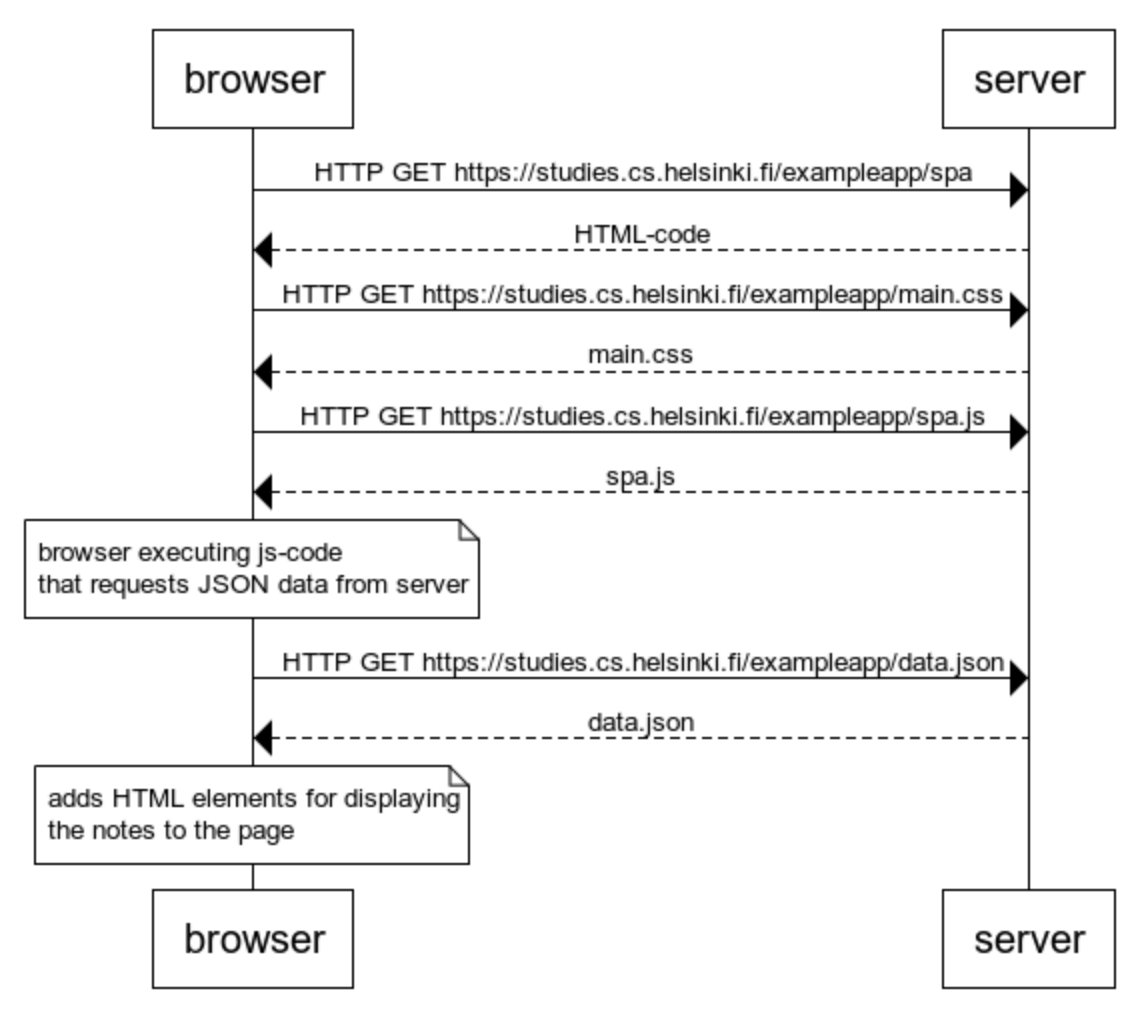 browser
server
HTTP GET https://studies.cs.helsinki.fi/exampleapp/spa
HTML-code
HTTP GET https://studies.cs.helsinki.fi/exampleapp/main.css
main.css
HTTP GET https://studies.cs.helsinki.fi/exampleapp/spa.js
spa.js
browser executing js-code
that requests JSON data from server
HTTP GET https://studies.cs.helsinki.fi/exampleapp/data.json
data.json
adds HTML elements for displaying
the notes to the page
browser
server